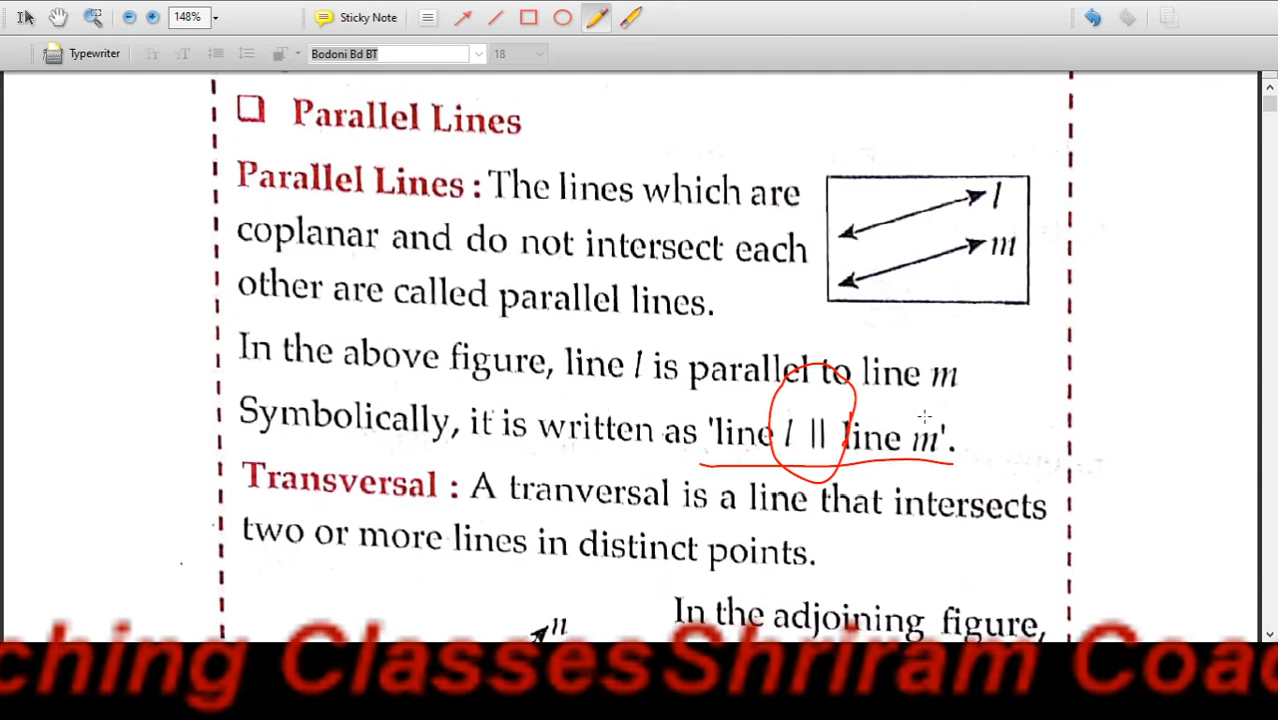 148%
Sticky Note
Typewriter
Bodoni Bd BT
18
Parallel Lines
Parallel Lines : The lines which are
coplanar and do not intersect each
other are called parallel lines.
l
m
In the above figure, line l is parallel to line m
Symbolically, it is written as 'line l || line m'.
Transversal : A tranversal is a line that intersects
two or more lines in distinct points.
In the adjoining figure,
n
ching Classes Shriram Coa